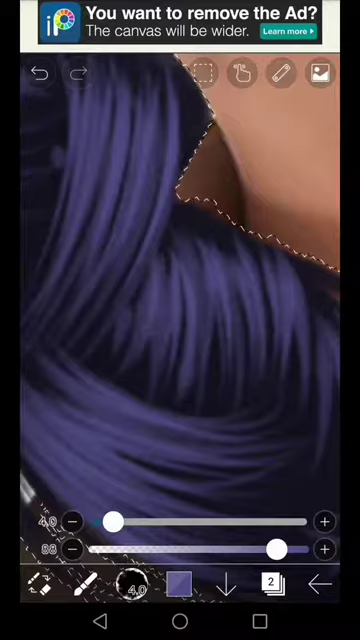 iP
You want to remove the Ad?
The canvas will be wider.
Learn more
4.0
88
4.0
2